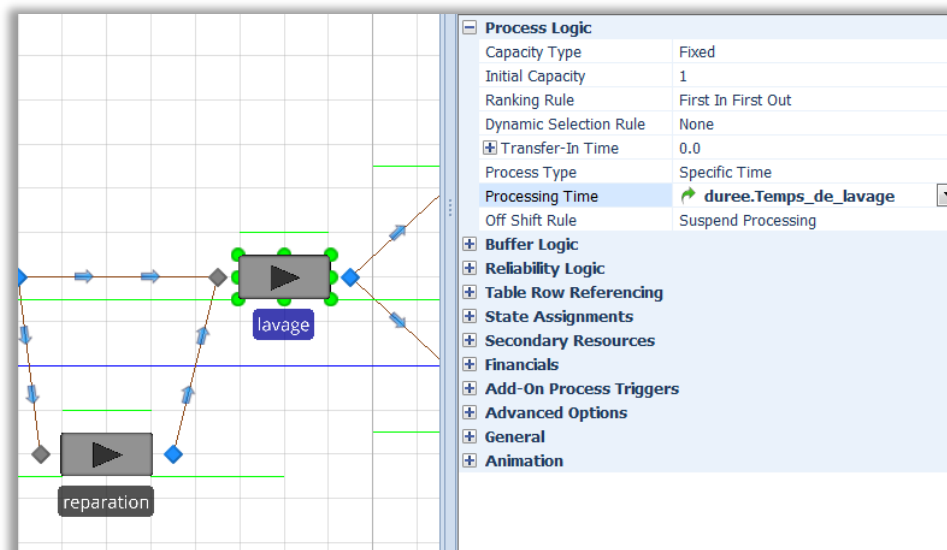 Process Logic
Capacity Type Fixed
Initial Capacity 1
Ranking Rule First In First Out
Dynamic Selection Rule None
Transfer-In Time 0.0
Process Type Specific Time
Processing Time duree.Temps_de_lavage
Off Shift Rule Suspend Processing
Buffer Logic
Reliability Logic
Table Row Referencing
State Assignments
Secondary Resources
Financials
Add-On Process Triggers
Advanced Options
General
Animation
lavage
reparation